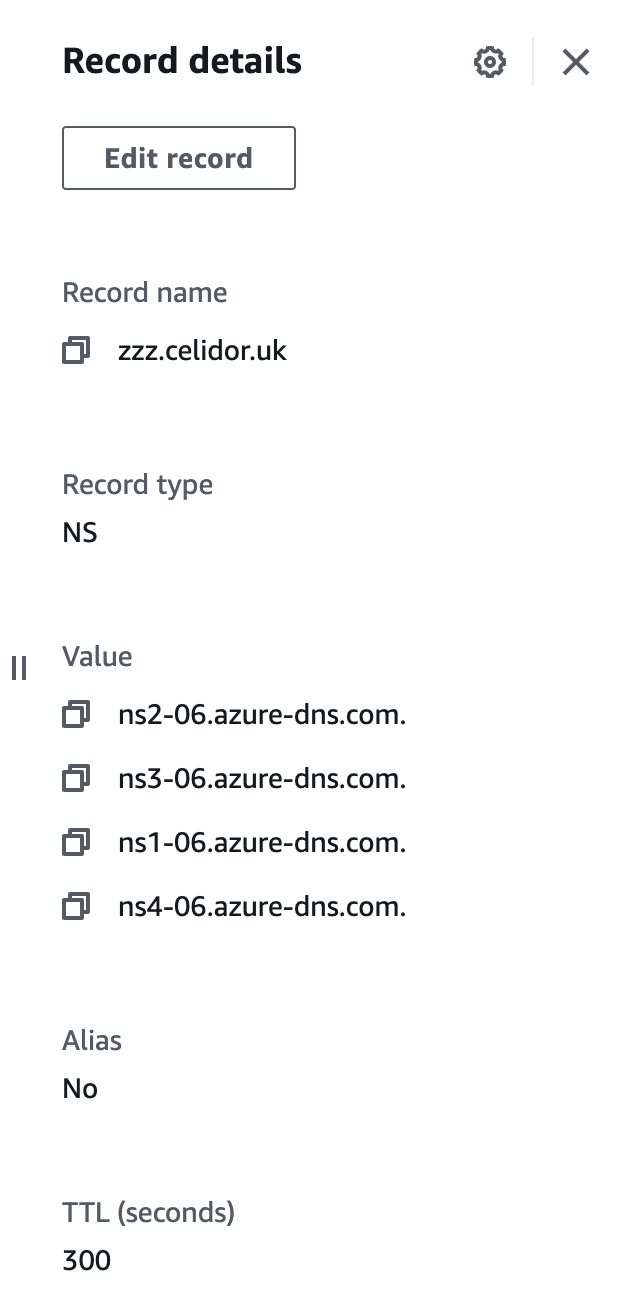 Record details
Edit record
Record name
zzz.celidor.uk
Record type
NS
Value
ns2-06.azure-dns.com.
ns3-06.azure-dns.com.
ns1-06.azure-dns.com.
ns4-06.azure-dns.com.
Alias
No
TTL (seconds)
300